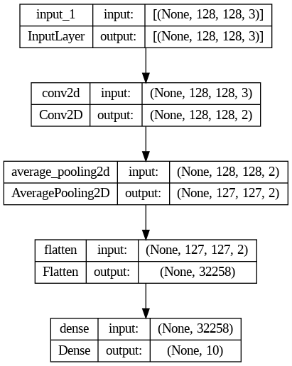 input_1 input: [(None, 128, 128, 3)]
InputLayer output: [(None, 128, 128, 3)]
conv2d input: (None, 128, 128, 3)
Conv2D output: (None, 128, 128, 2)
average_pooling2d input: (None, 128, 128, 2)
AveragePooling2D output: (None, 127, 127, 2)
flatten input: (None, 127, 127, 2)
Flatten output: (None, 32258)
dense input: (None, 32258)
Dense output: (None, 10)